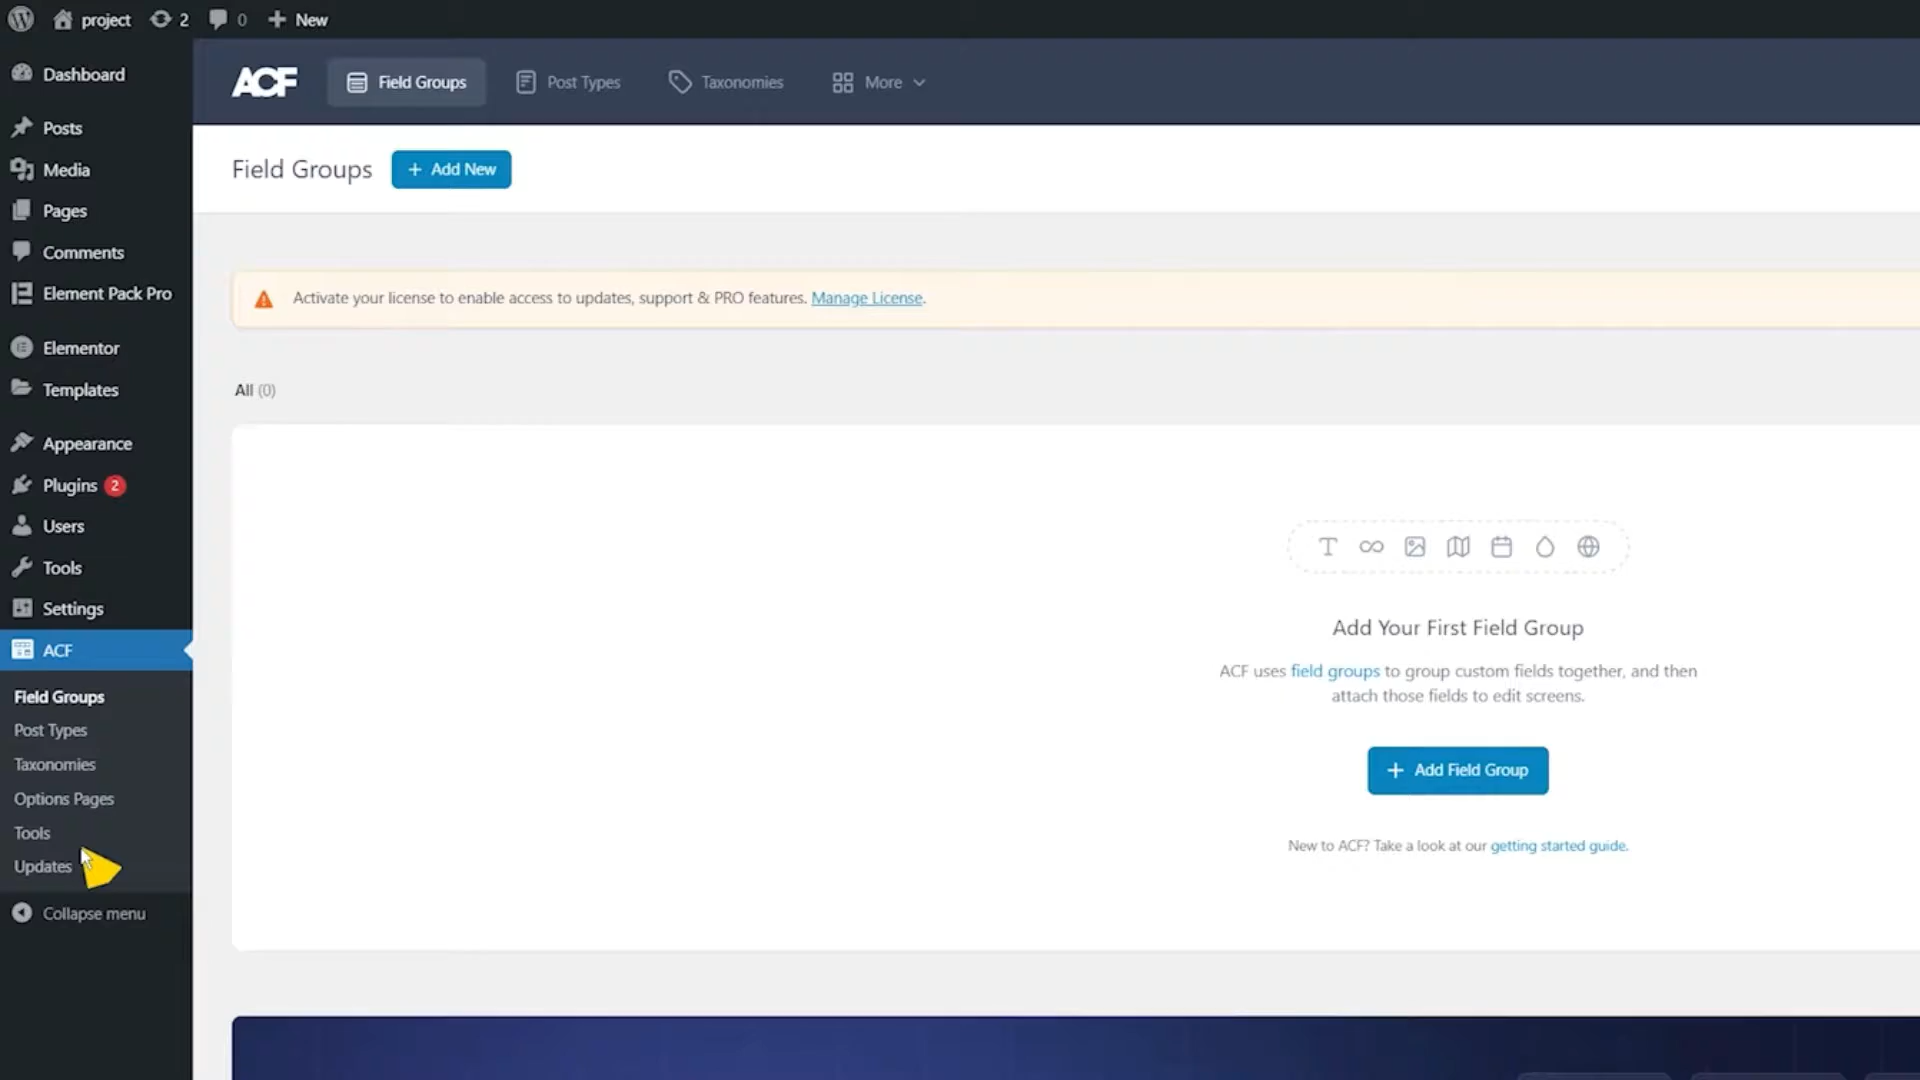 project 2 0 New
ACF Field Groups Post Types Taxonomies More
Dashboard
Posts
Media
Pages
Comments
Element Pack Pro
Elementor
Templates
Appearance
Plugins 2
Users
Tools
Settings
ACF
Field Groups
Post Types
Taxonomies
Options Pages
Tools
Updates
Collapse menu
Field Groups + Add New
Activate your license to enable access to updates, support & PRO features. Manage License.
All (0)
Add Your First Field Group
ACF uses field groups to group custom fields together, and then
attach those fields to edit screens.
+ Add Field Group
New to ACF? Take a look at our getting started guide.